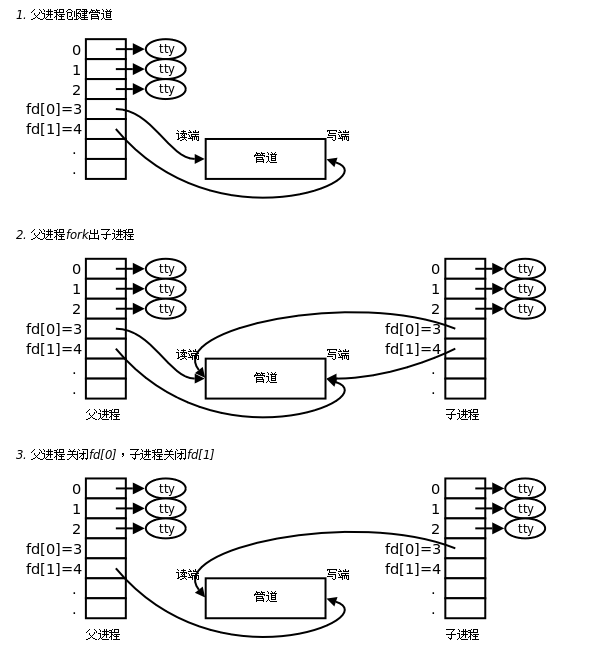 1. 父进程创建管道
0 tty
1 tty
2 tty
fd[0]=3
fd[1]=4
读端 写端
.
管道
.
2. 父进程fork出子进程
0 tty 0 tty
1 tty 1 tty
2 tty 2 tty
fd[0]=3 fd[0]=3
fd[1]=4 读端 写端 fd[1]=4
. 管道 .
. .
父进程 子进程
3. 父进程关闭fd[0]，子进程关闭fd[1]
0 tty 0 tty
1 tty 1 tty
2 tty 2 tty
fd[0]=3 fd[0]=3
fd[1]=4 读端 写端 fd[1]=4
. 管道 .
. .
父进程 子进程